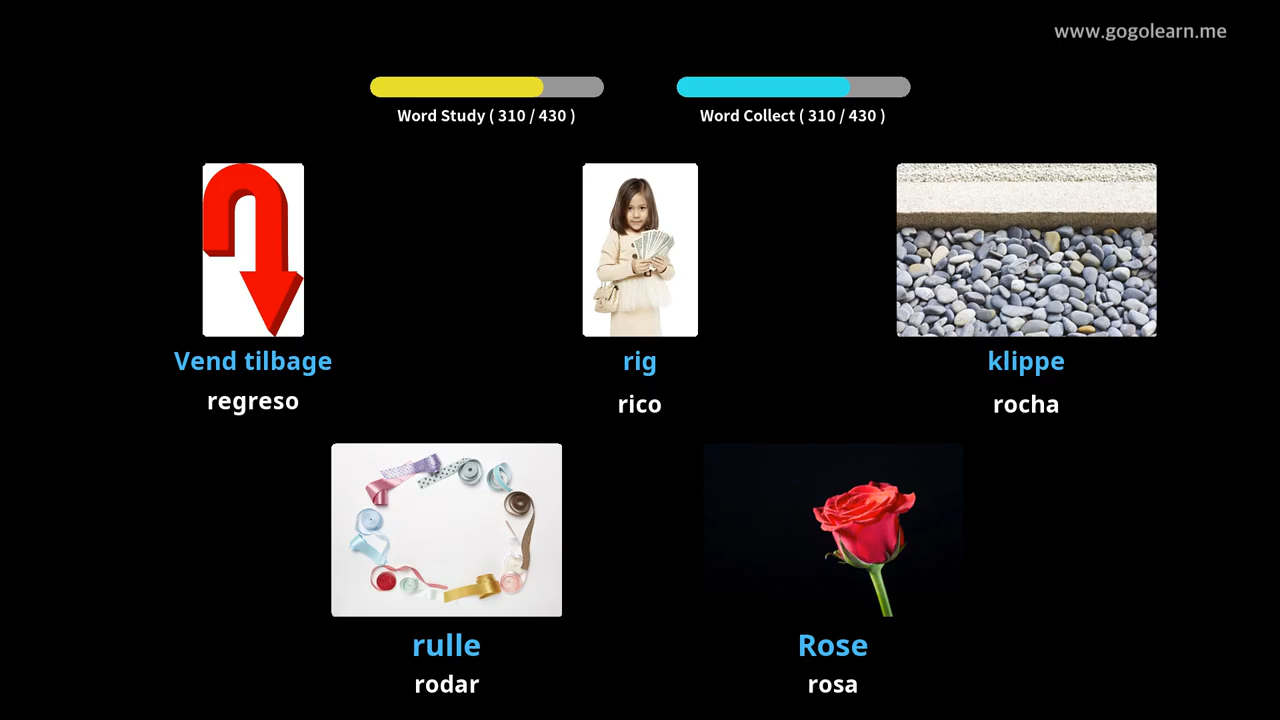 www.gogolearn.me
Word Study ( 310 / 430 )
Word Collect ( 310 / 430 )
Vend tilbage
rig
klippe
regreso
rico
rocha
rulle
Rose
rodar
rosa